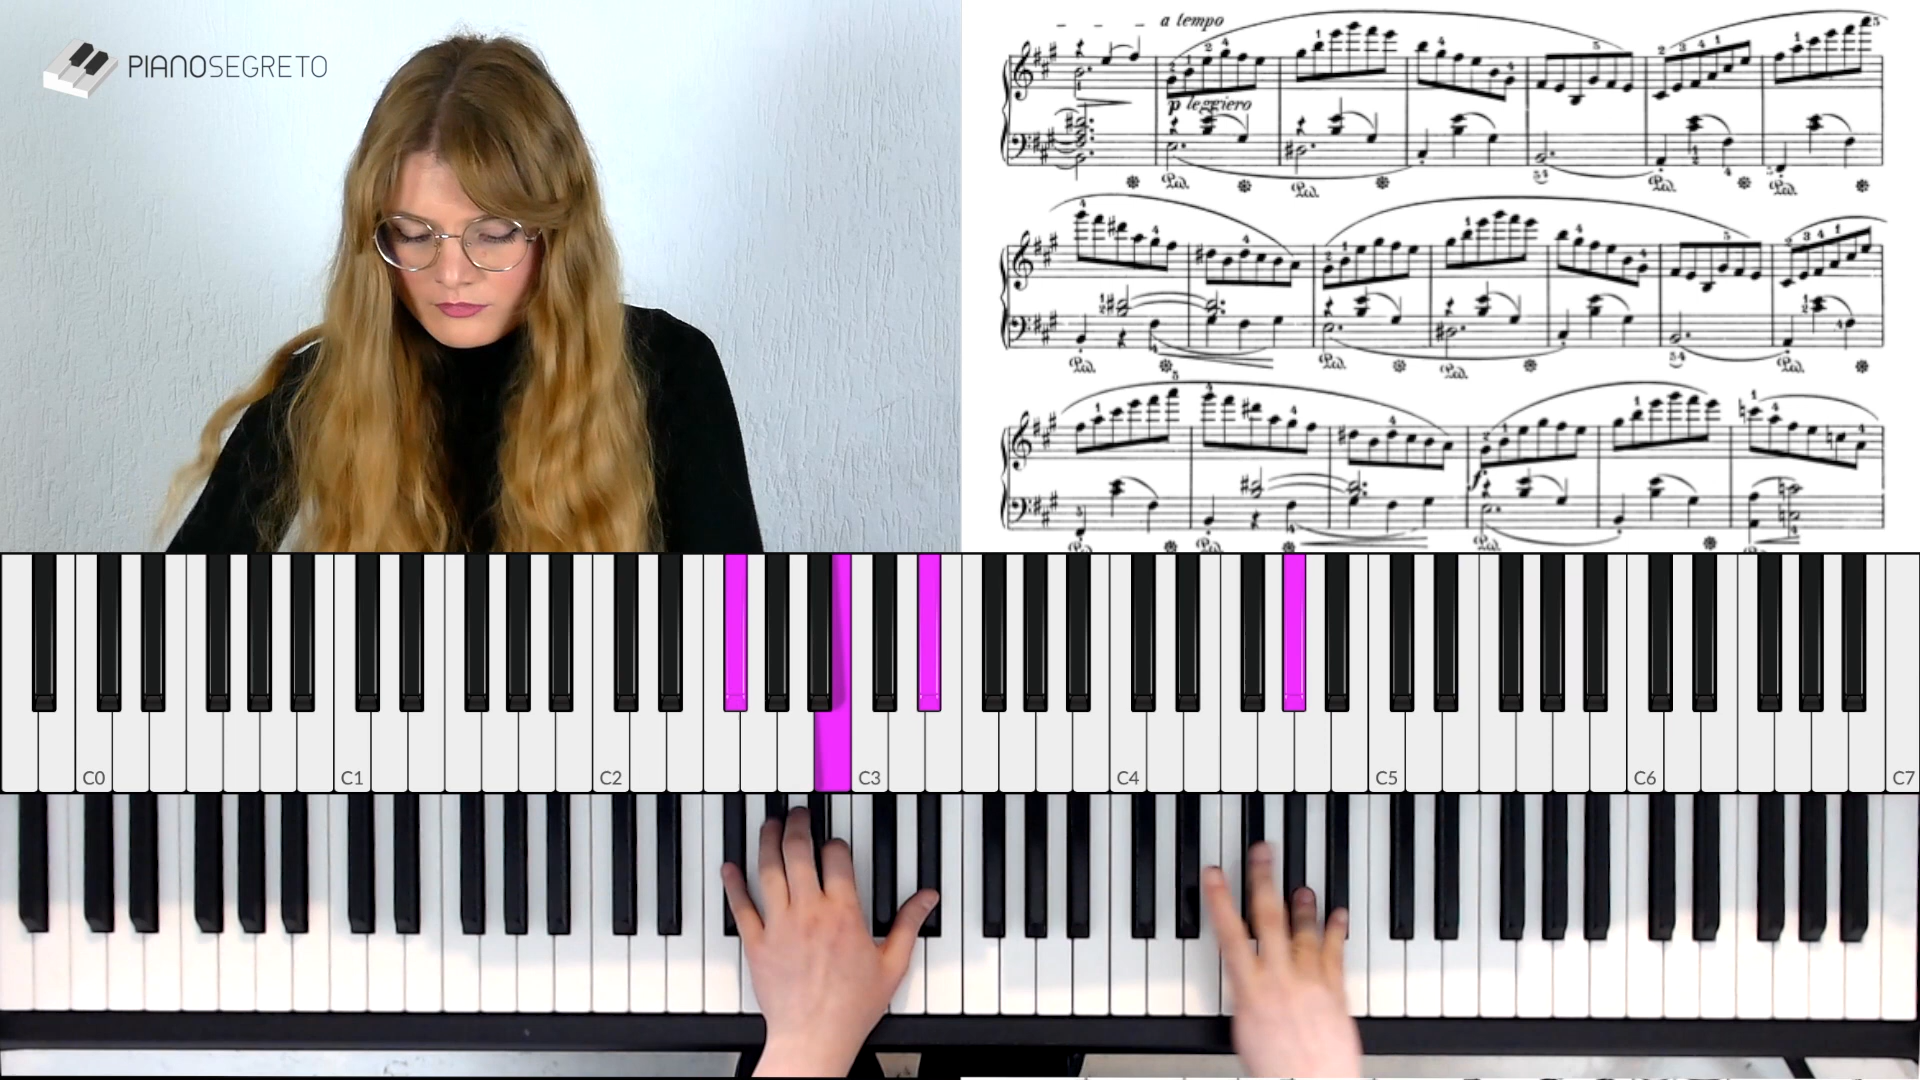 PIANOSEGRETO
a tempo
p leggiero
C0
C1
C2
C3
C4
C5
C6
C7